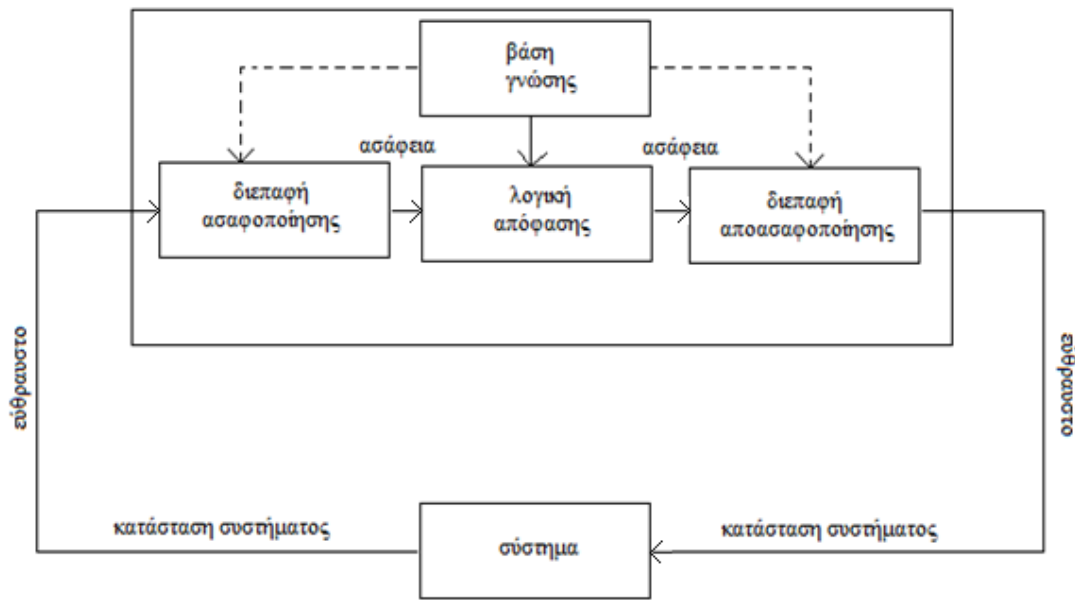 βάση
γνώσης
ασάφεια
ασάφεια
διεπαφή
ασαφοποίησης
λογική
απόφασης
διεπαφή
αποασαφοποίησης
εύθραυστο
εύθραυστο
κατάσταση συστήματος
σύστημα
κατάσταση συστήματος